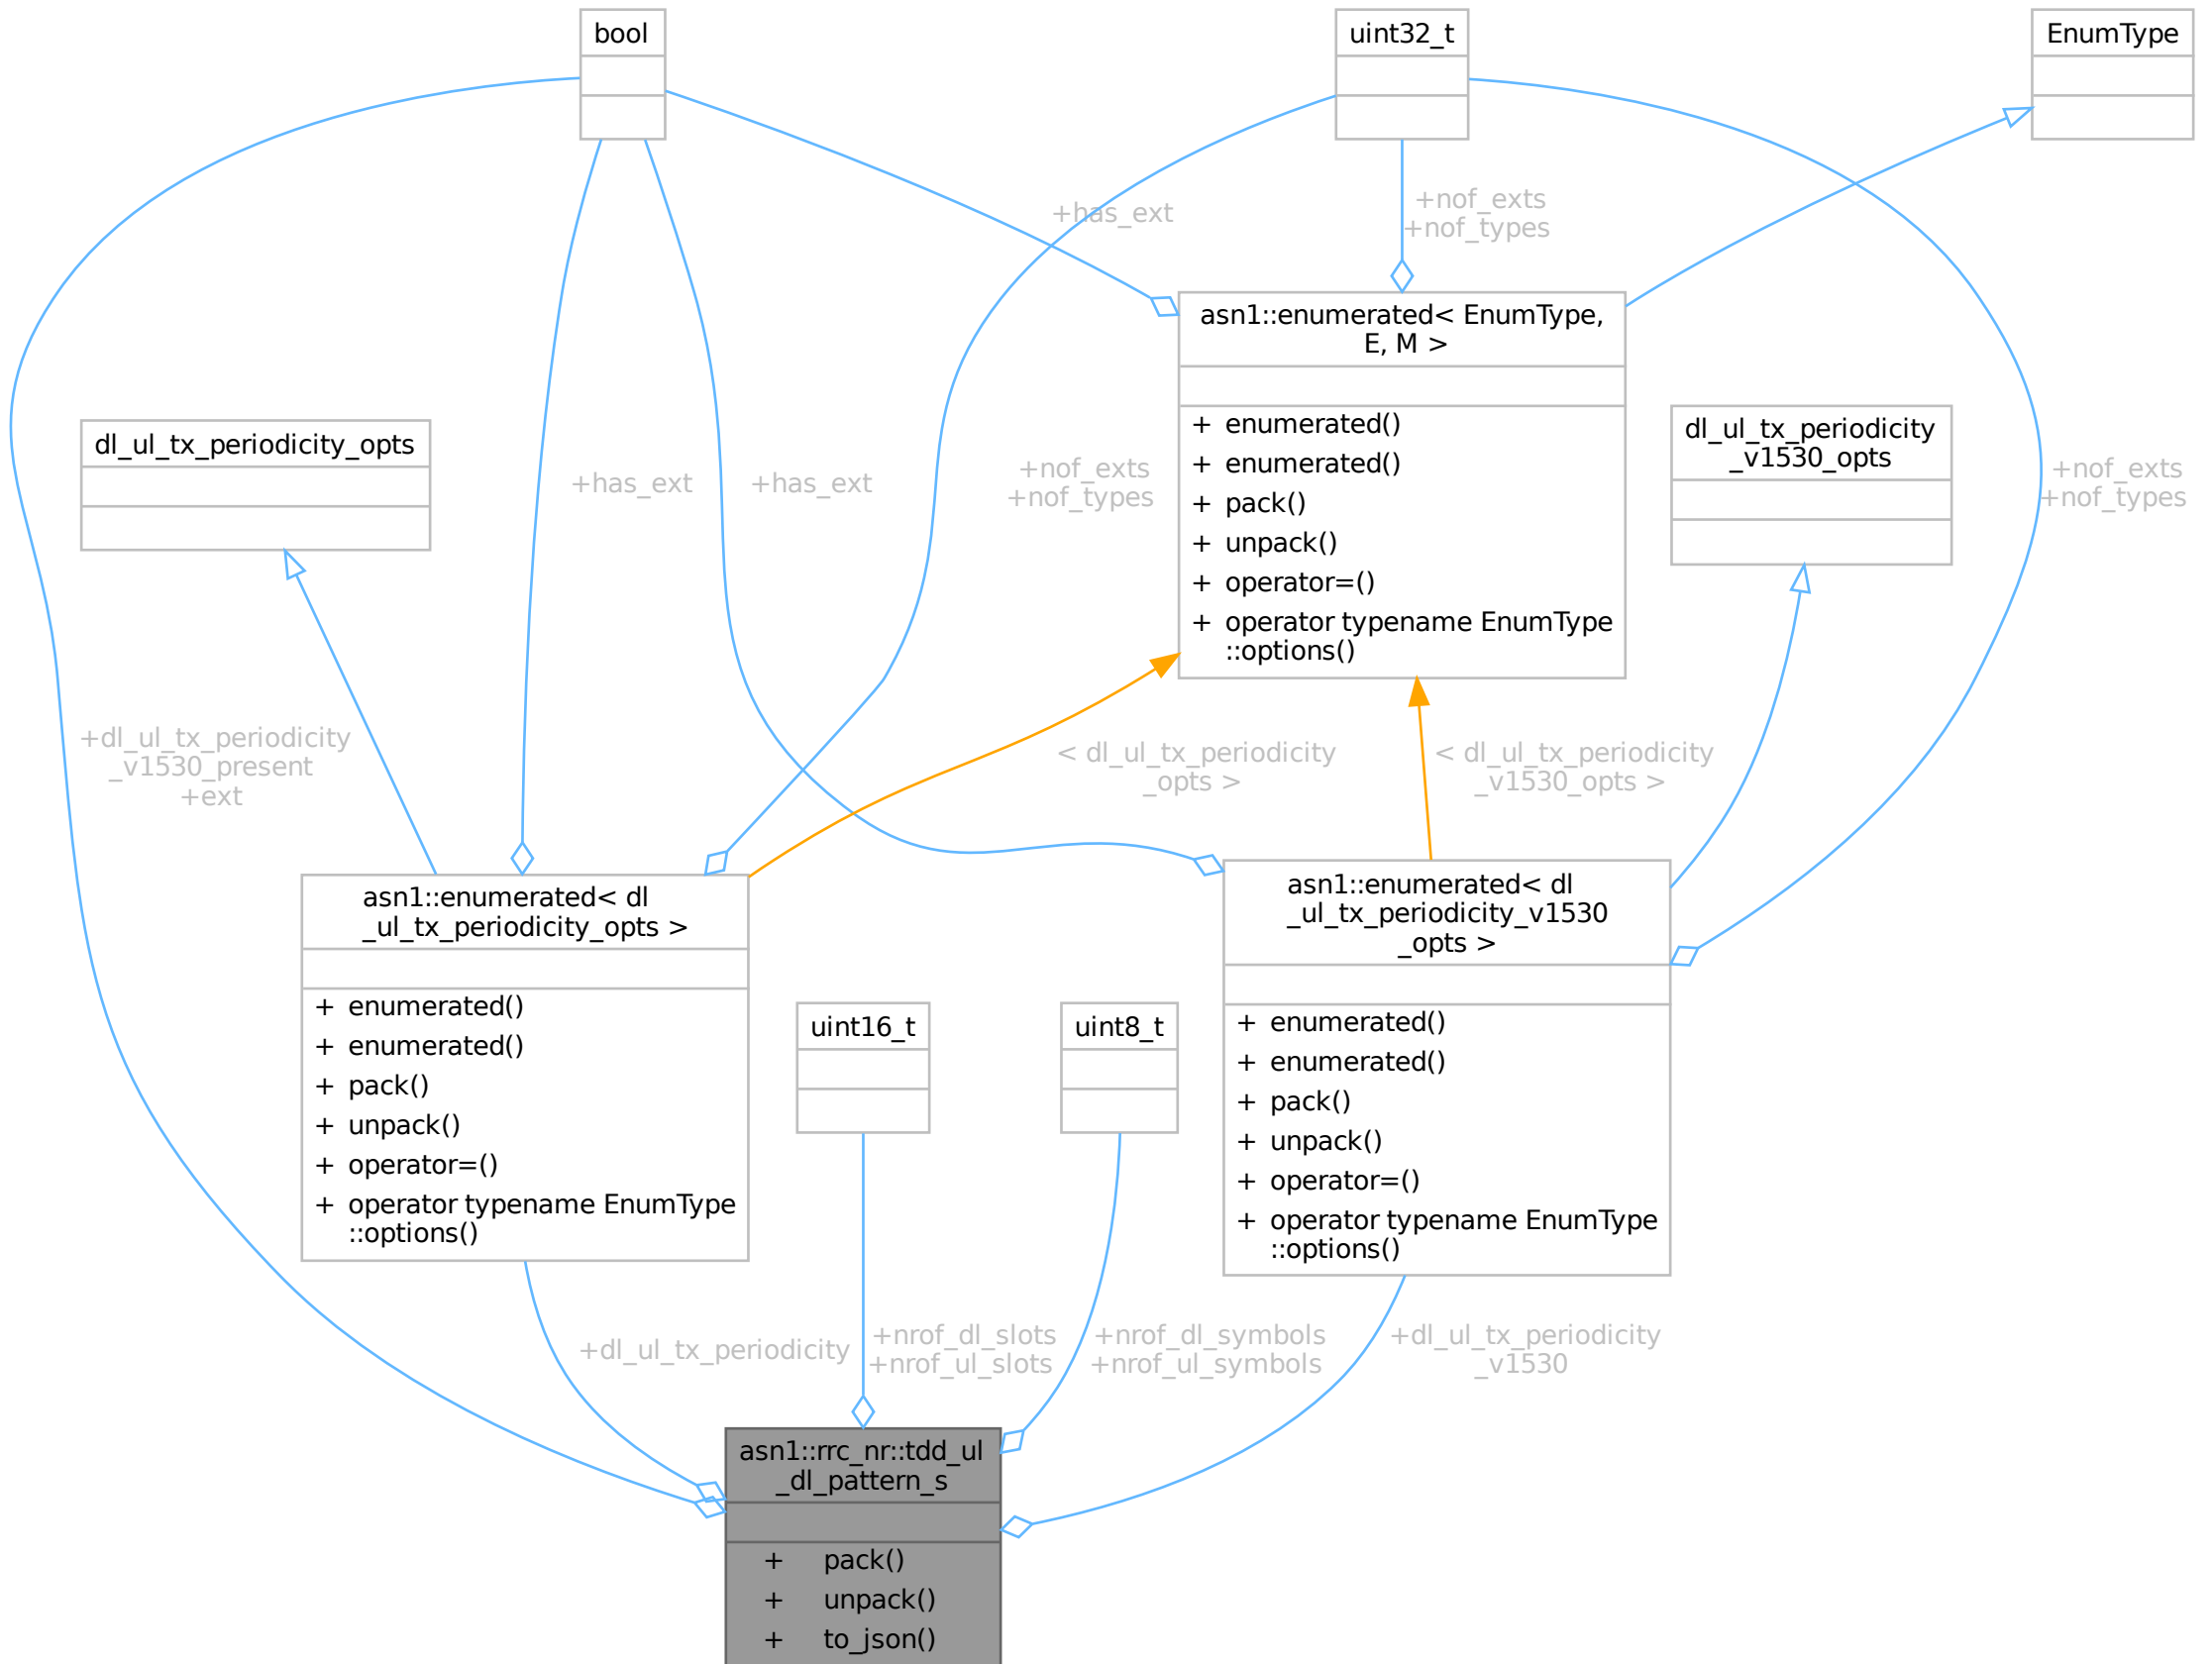 bool
uint32_t
EnumType
+has_ext
+nof_exts
+nof_types
asn1::enumerated< EnumType,
E, M >
+ enumerated()
+ enumerated()
+ pack()
+ unpack()
+ operator=()
+ operator typename EnumType
::options()
dl_ul_tx_periodicity_opts
dl_ul_tx_periodicity
_v1530_opts
+has_ext
+has_ext
+nof_exts
+nof_types
+nof_exts
+nof_types
+dl_ul_tx_periodicity
_v1530_present
+ext
< dl_ul_tx_periodicity
_opts >
< dl_ul_tx_periodicity
_v1530_opts >
asn1::enumerated< dl
_ul_tx_periodicity_opts >
+ enumerated()
+ enumerated()
+ pack()
+ unpack()
+ operator=()
+ operator typename EnumType
::options()
uint16_t
uint8_t
asn1::enumerated< dl
_ul_tx_periodicity_v1530
_opts >
+ enumerated()
+ enumerated()
+ pack()
+ unpack()
+ operator=()
+ operator typename EnumType
::options()
+dl_ul_tx_periodicity
+nrof_dl_slots
+nrof_ul_slots
+nrof_dl_symbols
+nrof_ul_symbols
+dl_ul_tx_periodicity
_v1530
asn1::rrc_nr::tdd_ul
_dl_pattern_s
+ pack()
+ unpack()
+ to_json()